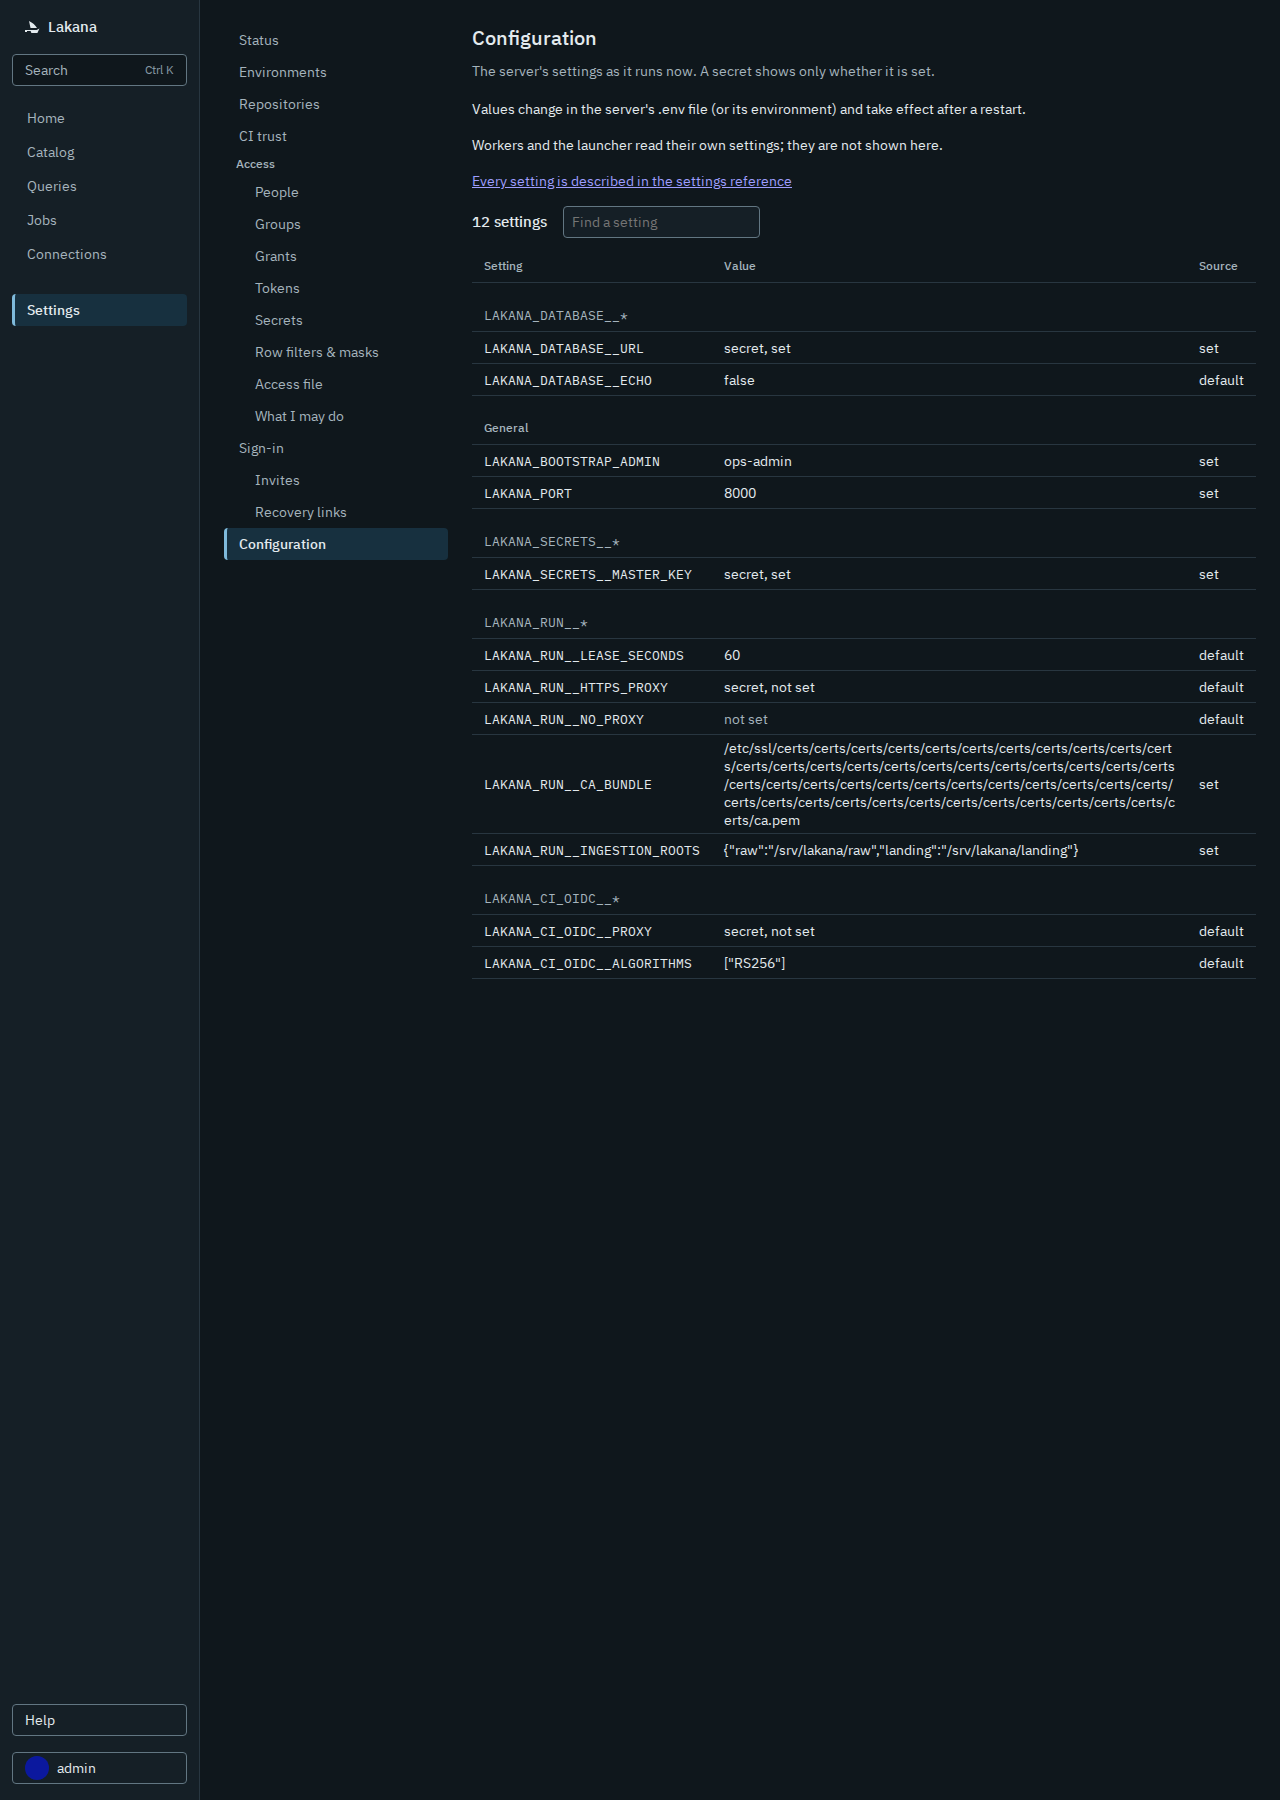 Lakana
Search Ctrl K
Home
Catalog
Queries
Jobs
Connections
Settings
Help
admin
Status
Environments
Repositories
CI trust
Access
People
Groups
Grants
Tokens
Secrets
Row filters & masks
Access file
What I may do
Sign-in
Invites
Recovery links
Configuration
Configuration
The server's settings as it runs now. A secret shows only whether it is set.
Values change in the server's .env file (or its environment) and take effect after a restart.
Workers and the launcher read their own settings; they are not shown here.
Every setting is described in the settings reference
12 settings Find a setting
Setting Value Source
LAKANA_DATABASE__*
LAKANA_DATABASE__URL secret, set set
LAKANA_DATABASE__ECHO false default
General
LAKANA_BOOTSTRAP_ADMIN ops-admin set
LAKANA_PORT 8000 set
LAKANA_SECRETS__*
LAKANA_SECRETS__MASTER_KEY secret, set set
LAKANA_RUN__*
LAKANA_RUN__LEASE_SECONDS 60 default
LAKANA_RUN__HTTPS_PROXY secret, not set default
LAKANA_RUN__NO_PROXY not set default
/etc/ssl/certs/certs/certs/certs/certs/certs/certs/certs/certs/certs/certs/cert
s/certs/certs/certs/certs/certs/certs/certs/certs/certs/certs/certs/certs/certs
LAKANA_RUN__CA_BUNDLE /certs/certs/certs/certs/certs/certs/certs/certs/certs/certs/certs/certs/ set
certs/certs/certs/certs/certs/certs/certs/certs/certs/certs/certs/certs/c
erts/ca.pem
LAKANA_RUN__INGESTION_ROOTS {"raw":"/srv/lakana/raw","landing":"/srv/lakana/landing"} set
LAKANA_CI_OIDC__*
LAKANA_CI_OIDC__PROXY secret, not set default
LAKANA_CI_OIDC__ALGORITHMS ["RS256"] default